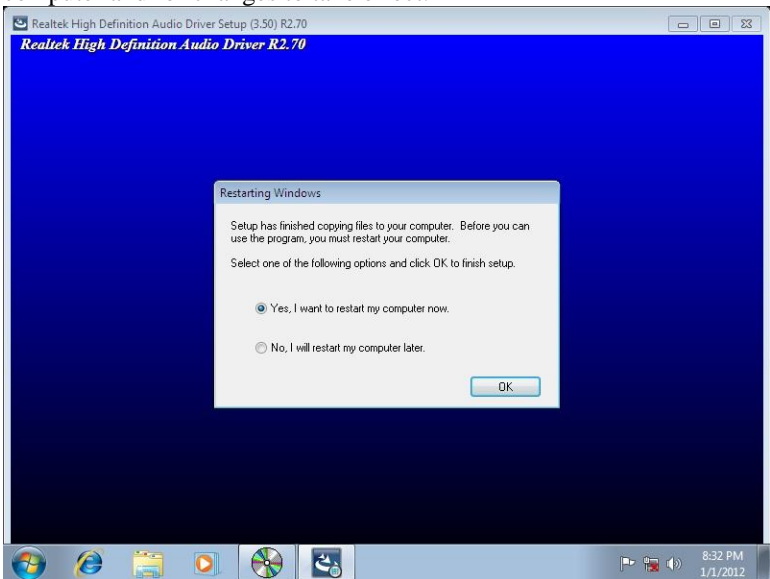 Realtek High Definition Audio Driver Setup (3.50) R2.70
Realtek High Definition Audio Driver R2.70
Restarting Windows
Setup has finished copying files to your computer.  Before you can
use the program, you must restart your computer.
Select one of the following options and click OK to finish setup.
Yes, I want to restart my computer now.
No, I will restart my computer later.
OK
8:32 PM
1/1/2012